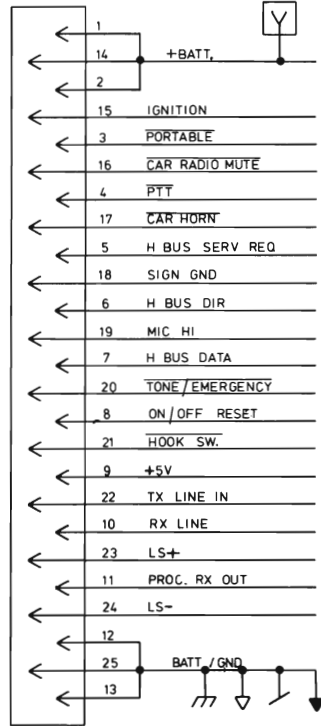 1
14 +BATT,
2
15 IGNITION
3 PORTABLE
16 CAR RADIO MUTE
4 PTT
17 CAR HORN
5 H BUS SERV REQ
18 SIGN GND
6 H BUS DIR
19 MIC HI
7 H BUS DATA
20 TONE/EMERGENCY
8 ON/OFF RESET
21 HOOK SW.
9 +5V
22 TX LINE IN
10 RX LINE
23 LS+
11 PROC. RX OUT
24 LS-
12
25 BATT/GND
13